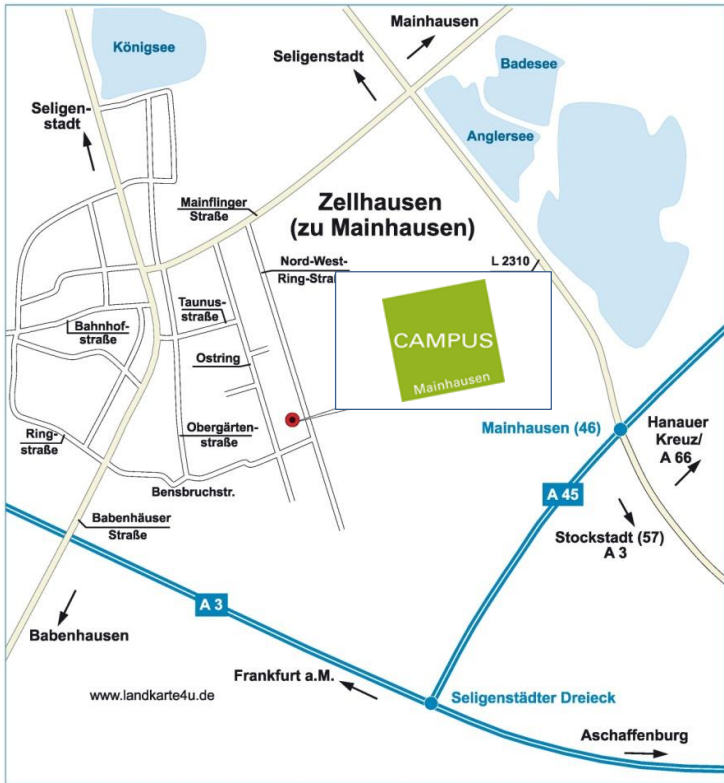 Königsee
Mainhausen
Seligenstadt
Badesee
Anglersee
Seligen-
stadt
Mainflinger
Straße
Zellhausen
(zu Mainhausen)
Nord-West-
Ring-Straß
L 2310
Taunus-
straße
Bahnhof-
straße
Ostring
CAMPUS
Mainhausen
Ring-
straße
Obergärten-
straße
Bensbruchstr.
Mainhausen (46)
Hanauer
Kreuz/
A 66
A 45
Babenhäuser
Straße
Stockstadt (57)
A 3
A 3
Babenhausen
Frankfurt a.M.
www.landkarte4u.de
Seligenstädter Dreieck
Aschaffenburg